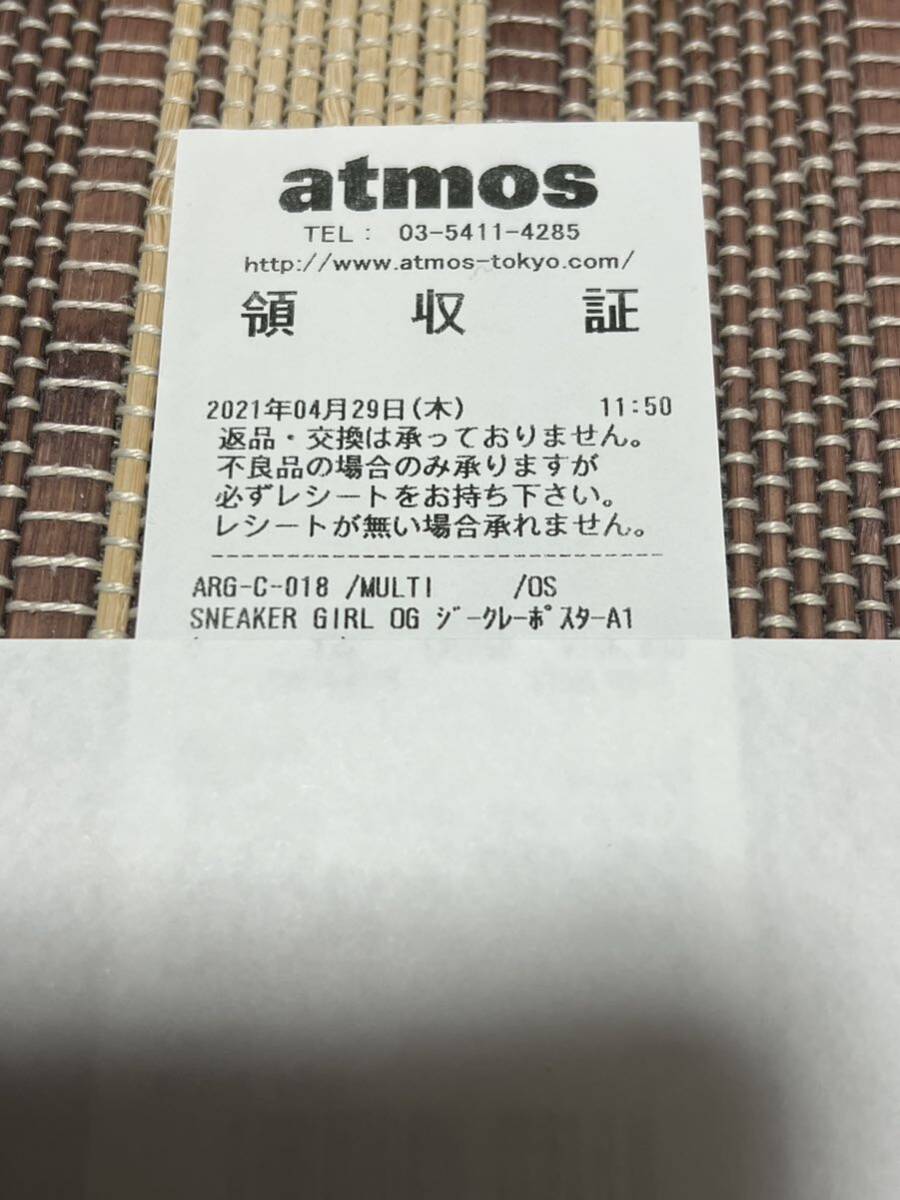 atmos
TEL： 03-5411-4285
http://www.atmos-tokyo.com/
領 収 証
2021年04月29日(木) 11:50
返品・交換は承っておりません。
不良品の場合のみ承りますが
必ずレシートをお持ち下さい。
レシートが無い場合承れません。
ARG-C-018 /MULTI /OS
SNEAKER GIRL OG ｼﾞｰｸﾚｰﾎﾟｽﾀｰA1